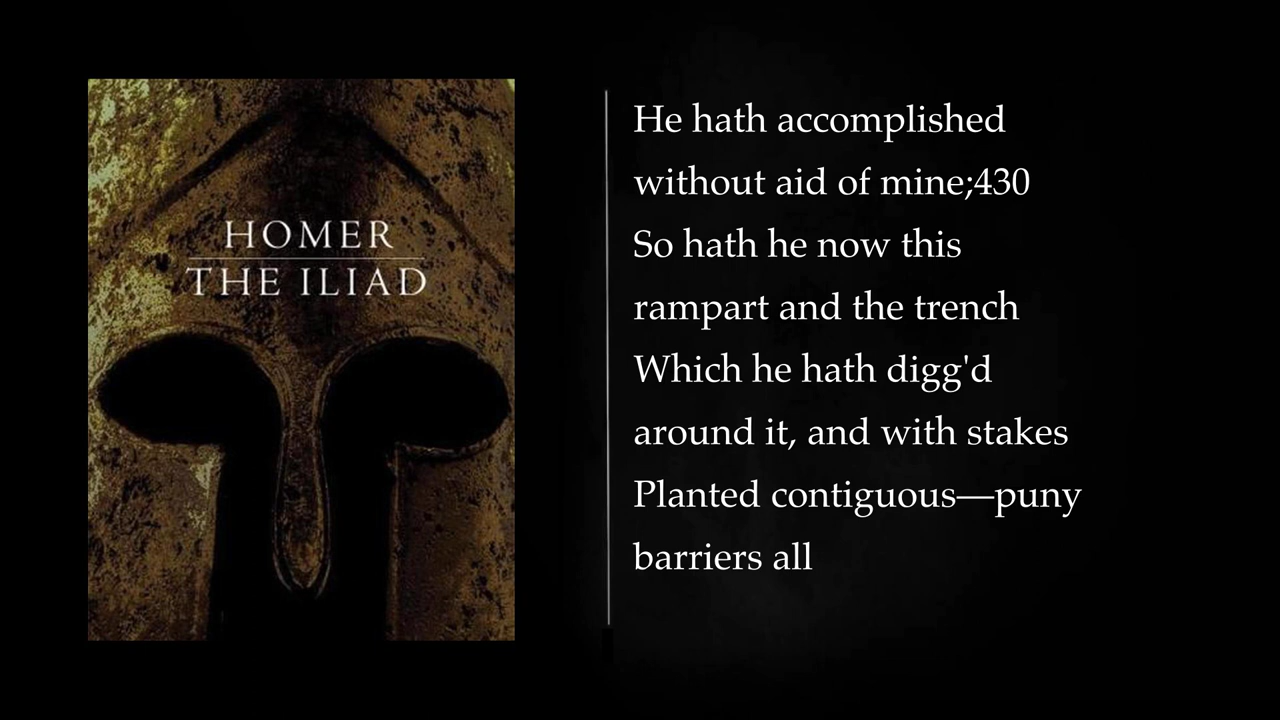 HOMER
THE ILIAD
He hath accomplished
without aid of mine;430
So hath he now this
rampart and the trench
Which he hath digg'd
around it, and with stakes
Planted contiguous—puny
barriers all